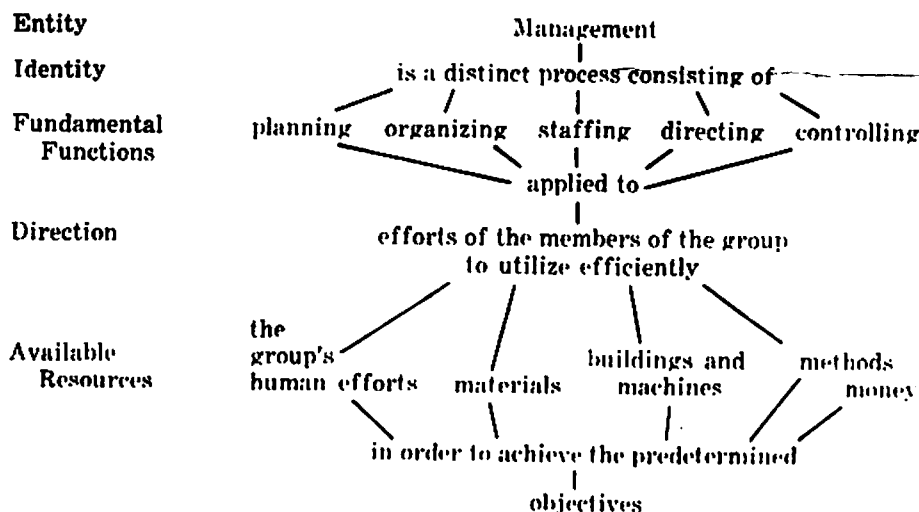 Entity Management
Identity is a distinct process consisting of
Fundamental Functions planning organizing staffing directing controlling
applied to
Direction efforts of the members of the group
to utilize efficiently
the
Available group's buildings and methods
Resources human efforts materials machines money
in order to achieve the predetermined
objectives